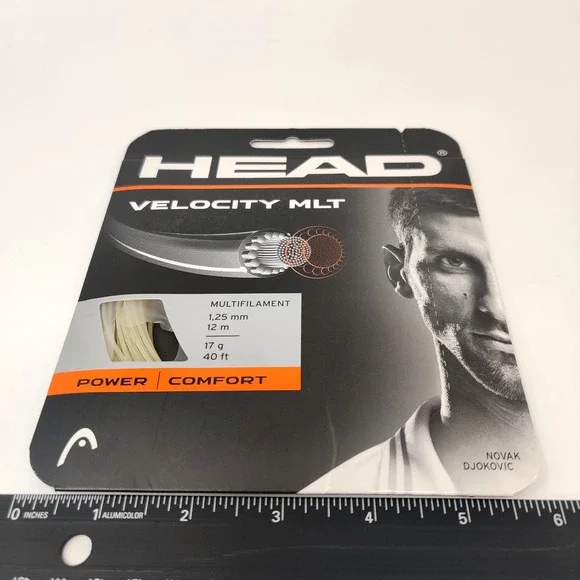 HEAD®
VELOCITY MLT
MULTIFILAMENT
1,25 mm
12 m
17 g
40 ft
POWER | COMFORT
NOVAK
DJOKOVIC
0 INCHES 1 ALUMICOLOR 2 3 4 5 6